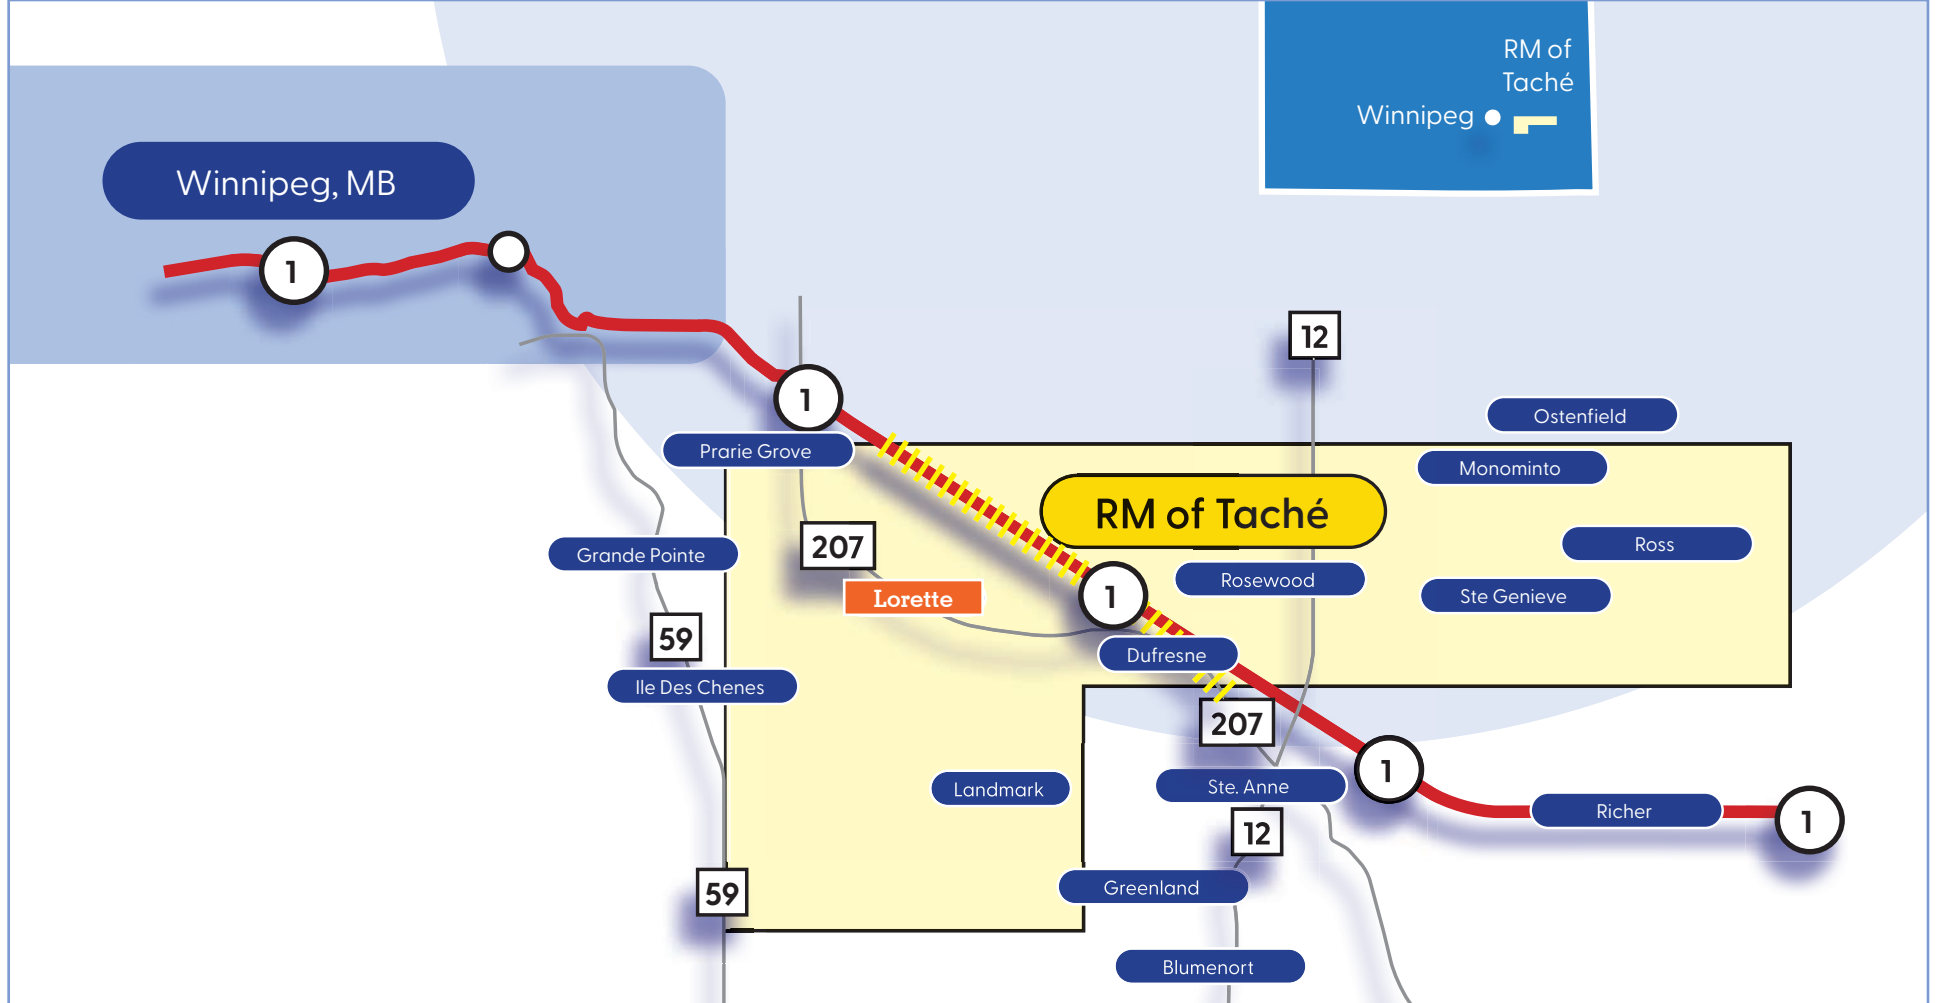 RM of
Taché
Winnipeg
Winnipeg, MB
1
12
1
Ostenfield
Prarie Grove
Monominto
RM of Taché
207
Ross
Grande Pointe
Rosewood
1
Ste Genieve
Lorette
59
Dufresne
Ile Des Chenes
207
1
Ste. Anne
Landmark
Richer
1
12
Greenland
59
Blumenort